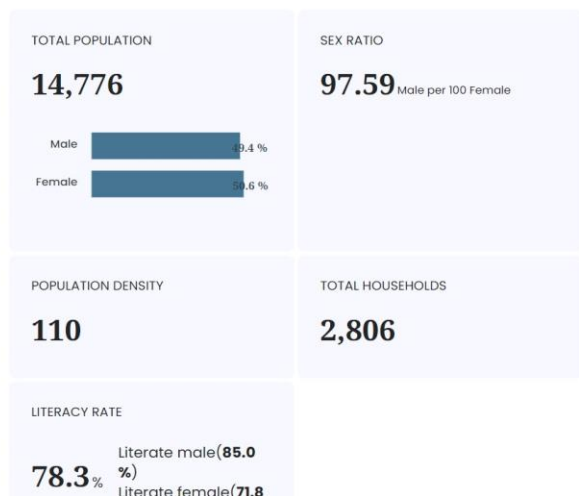 TOTAL POPULATION
14,776
Male 49.4 %
Female 50.6 %
SEX RATIO
97.59 Male per 100 Female
POPULATION DENSITY
110
TOTAL HOUSEHOLDS
2,806
LITERACY RATE
78.3 %
Literate male(85.0
%)
Literate female(71.8